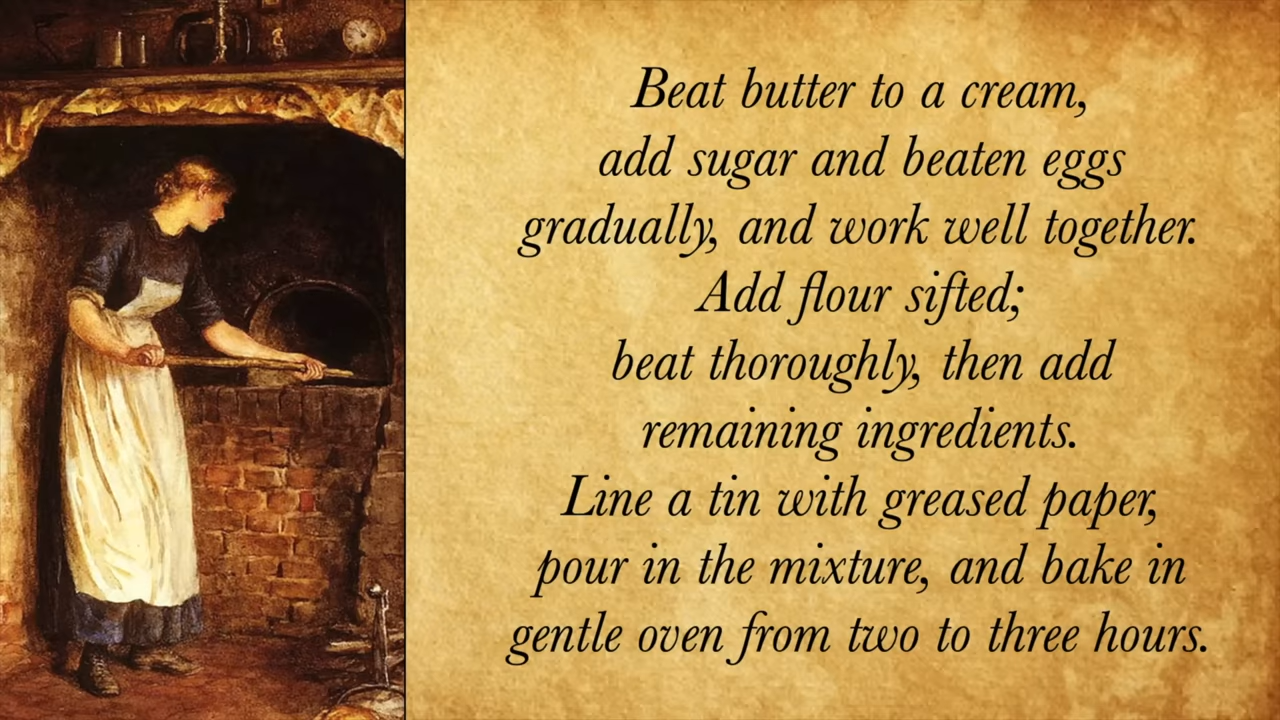 Beat butter to a cream,
add sugar and beaten eggs
gradually, and work well together.
Add flour sifted;
beat thoroughly, then add
remaining ingredients.
Line a tin with greased paper,
pour in the mixture, and bake in
gentle oven from two to three hours.